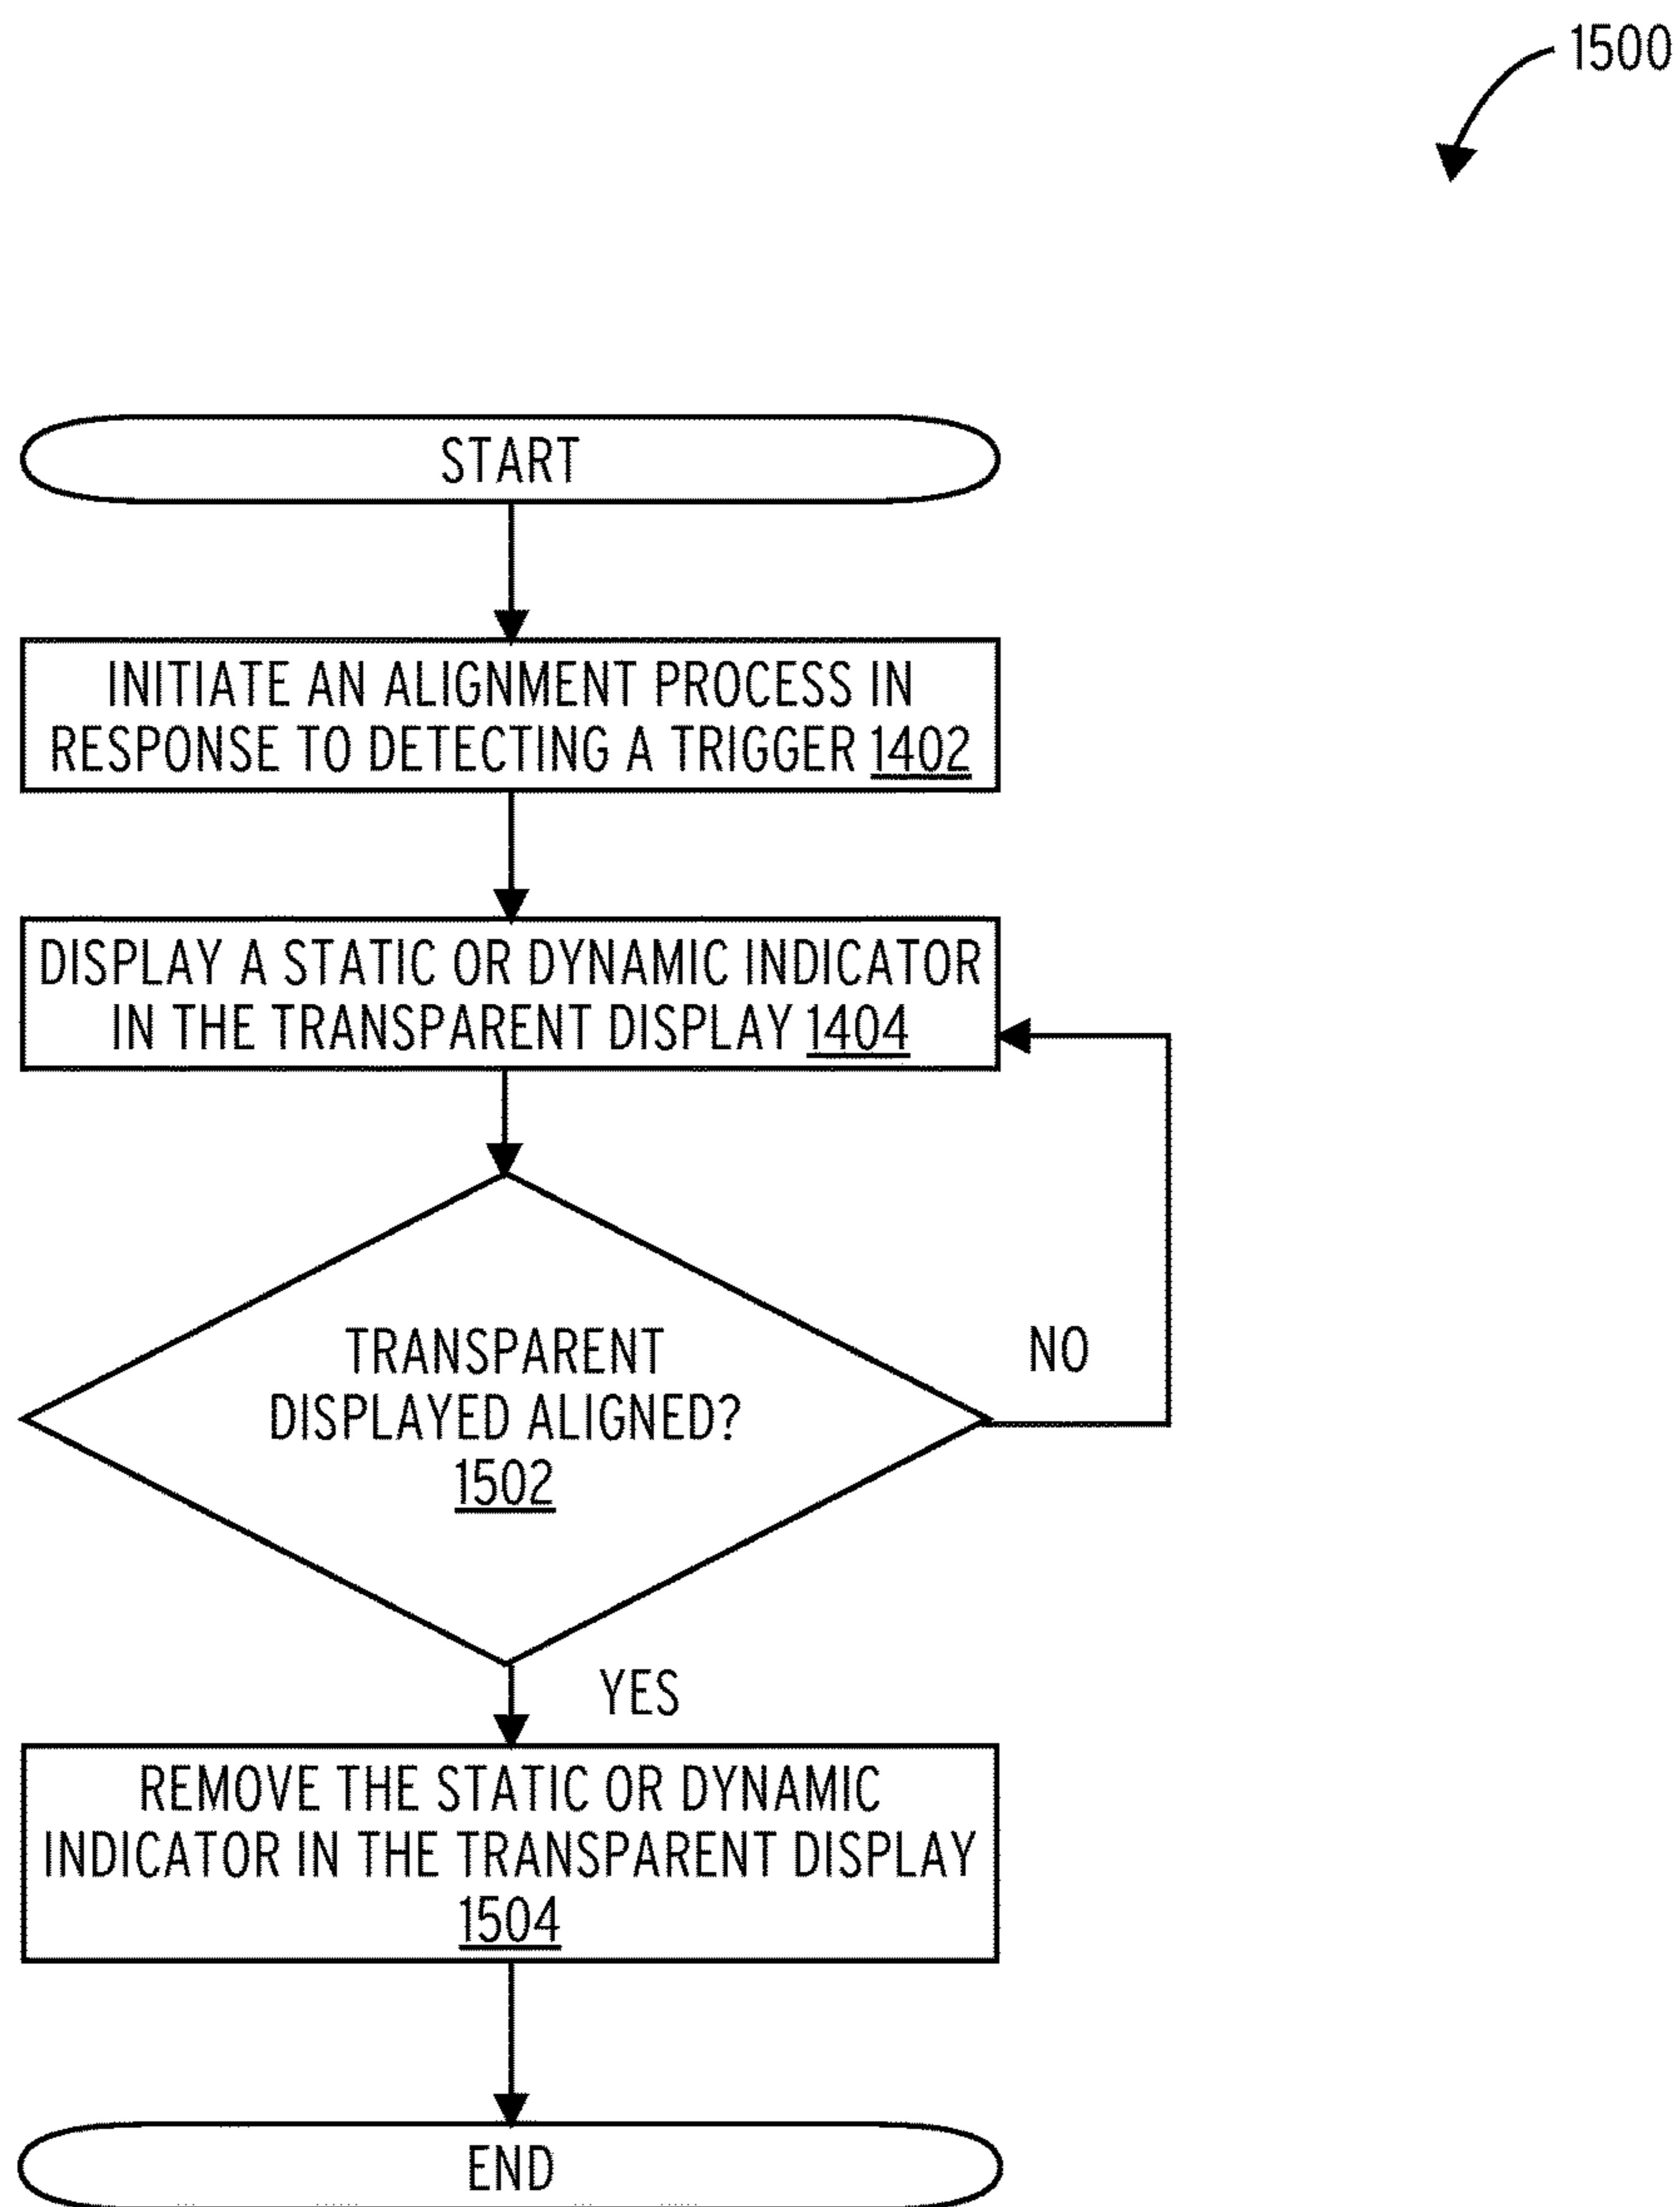 1500
START
INITIATE AN ALIGNMENT PROCESS IN
RESPONSE TO DETECTING A TRIGGER 1402
DISPLAY A STATIC OR DYNAMIC INDICATOR
IN THE TRANSPARENT DISPLAY 1404
TRANSPARENT
DISPLAYED ALIGNED?
1502
NO
YES
REMOVE THE STATIC OR DYNAMIC
INDICATOR IN THE TRANSPARENT DISPLAY
1504
END